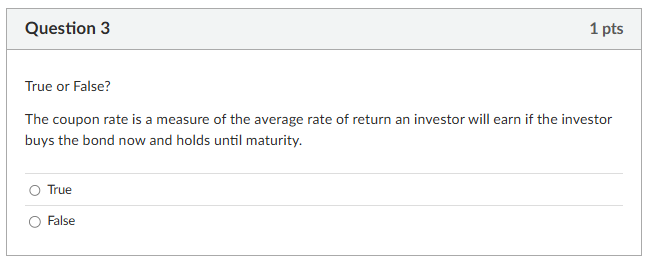 Question 3
1 pts
True or False?
The coupon rate is a measure of the average rate of return an investor will earn if the investor
buys the bond now and holds until maturity.
True
False